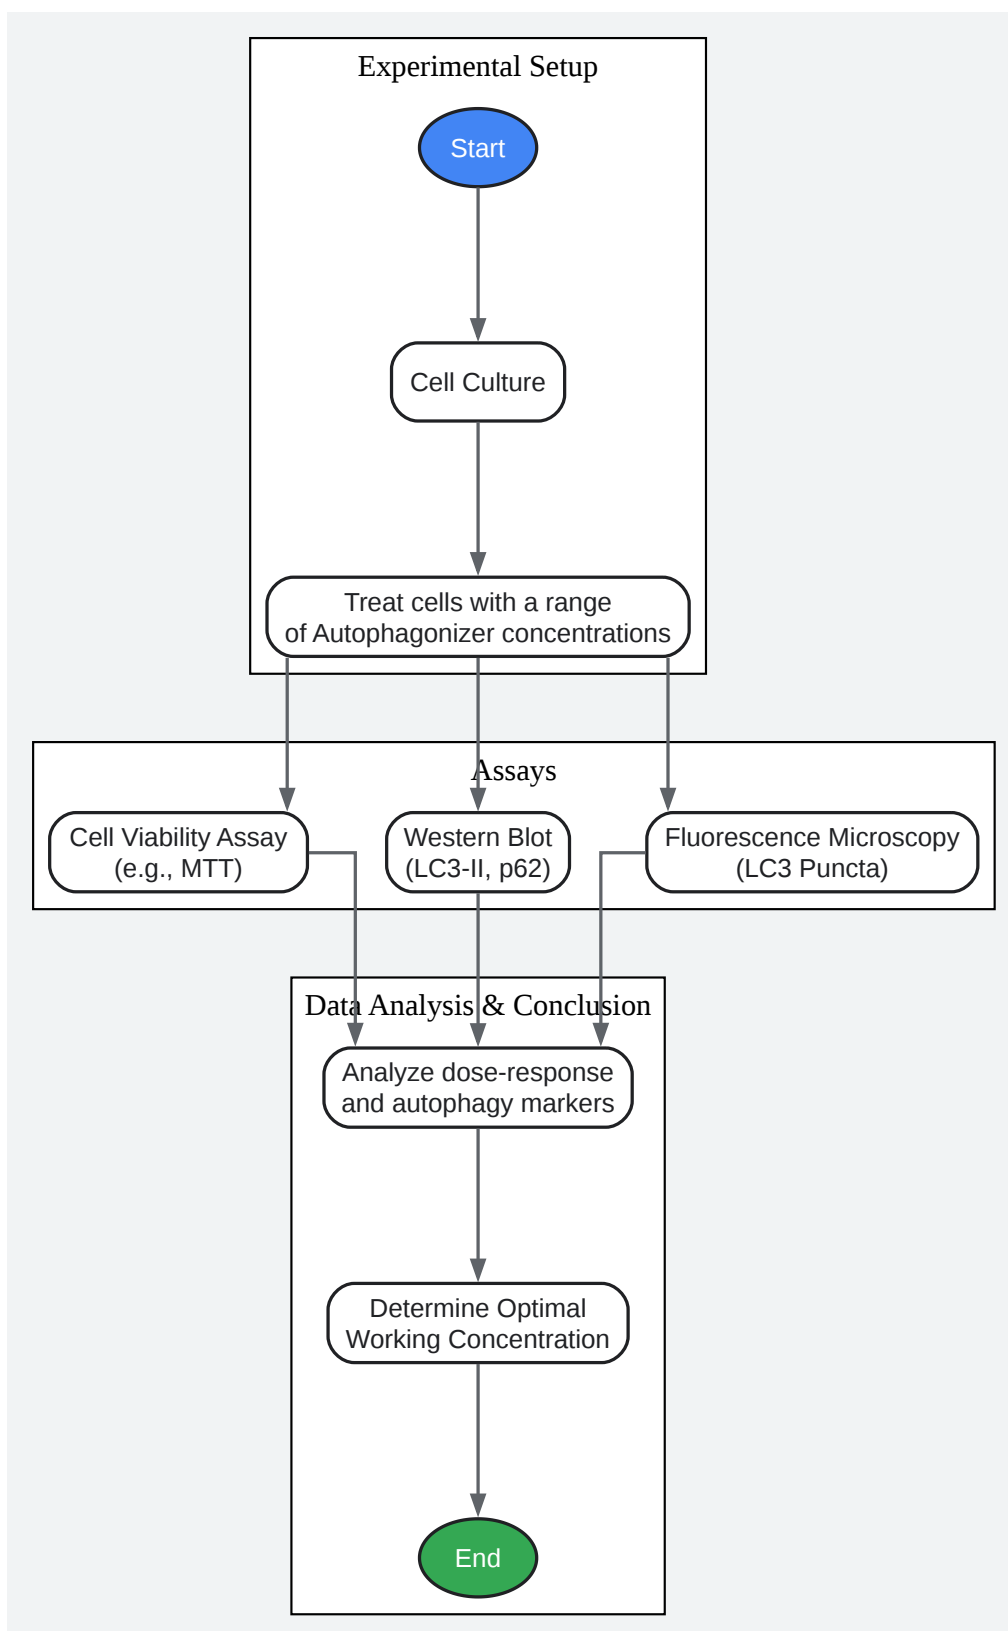 Experimental Setup
Start
Cell Culture
Treat cells with a range
of Autophagonizer concentrations
Assays
Cell Viability Assay
(e.g., MTT)
Western Blot
(LC3-II, p62)
Fluorescence Microscopy
(LC3 Puncta)
Data Analysis & Conclusion
Analyze dose-response
and autophagy markers
Determine Optimal
Working Concentration
End